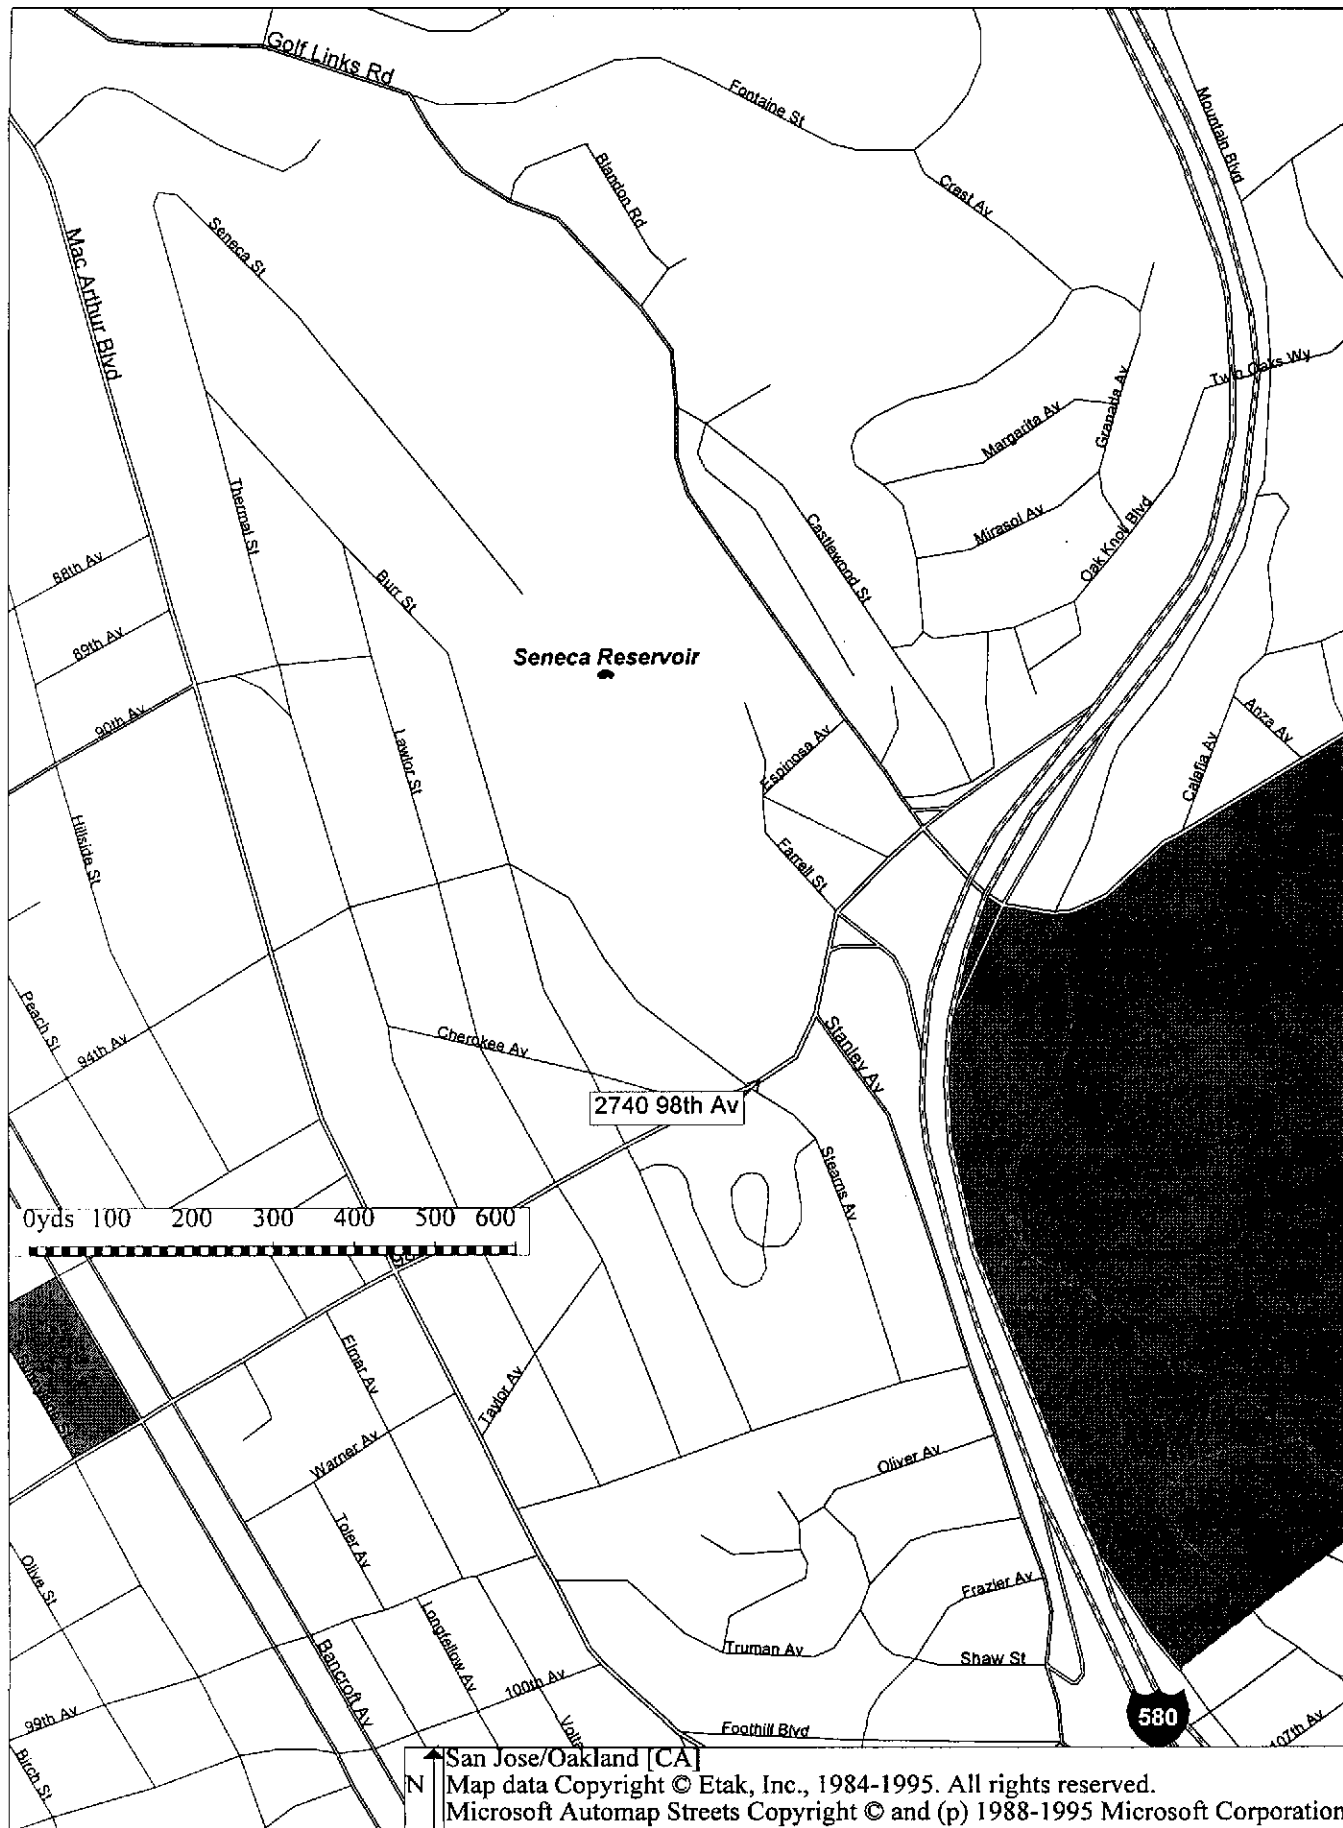 Golf Links Rd
Fontaine St
Mountain Blvd
Blandon Rd
Crest Av
Seneca St
Mac Arthur Blvd
Twin Oaks Wy
Granada Av
Margarita Av
Thermal St
Mirasol Av
Castlewood St
Oak Knoll Blvd
88th Av
Burr St
89th Av
Seneca Reservoir
90th Av
Anza Av
Lawlor St
Espinosa Av
Calafia Av
Hillside St
Farrell St
Peach St
94th Av
Cherokee Av
Stanley Av
2740 98th Av
Stearns Av
0yds 100 200 300 400 500 600
Elmar Av
Taylor Av
Warner Av
Oliver Av
Toler Av
Olive St
Frazier Av
Longfellow Av
Bancroft Av
Truman Av
Shaw St
100th Av
99th Av
580
Foothill Blvd
107th Av
Birch St
San Jose/Oakland [CA]
N
Map data Copyright © Etak, Inc., 1984-1995. All rights reserved.
Microsoft Automap Streets Copyright © and (p) 1988-1995 Microsoft Corporation